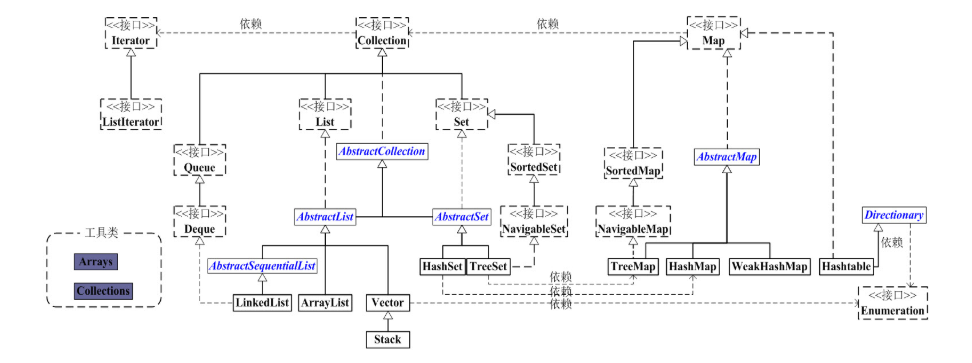 依赖
依赖
<<接口>>
Iterator
<<接口>>
Collection
<<接口>>
Map
<<接口>>
ListIterator
<<接口>>
List
<<接口>>
Set
AbstractCollection
<<接口>>
Queue
<<接口>>
SortedSet
<<接口>>
SortedMap
AbstractMap
<<接口>>
Deque
AbstractList
AbstractSet
<<接口>>
NavigableSet
<<接口>>
NavigableMap
Directionary
工具类
依赖
Arrays
AbstractSequentialList
HashSet
TreeSet
TreeMap
HashMap
WeakHashMap
Hashtable
依赖
Collections
依赖
LinkedList
ArrayList
Vector
依赖
<<接口>>
Enumeration
Stack